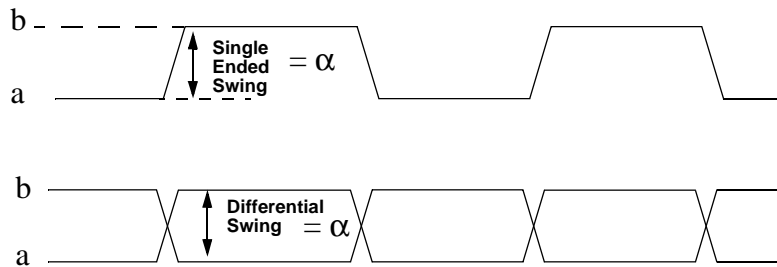 b
Single
Ended = α
Swing
a
b
Differential
Swing = α
a